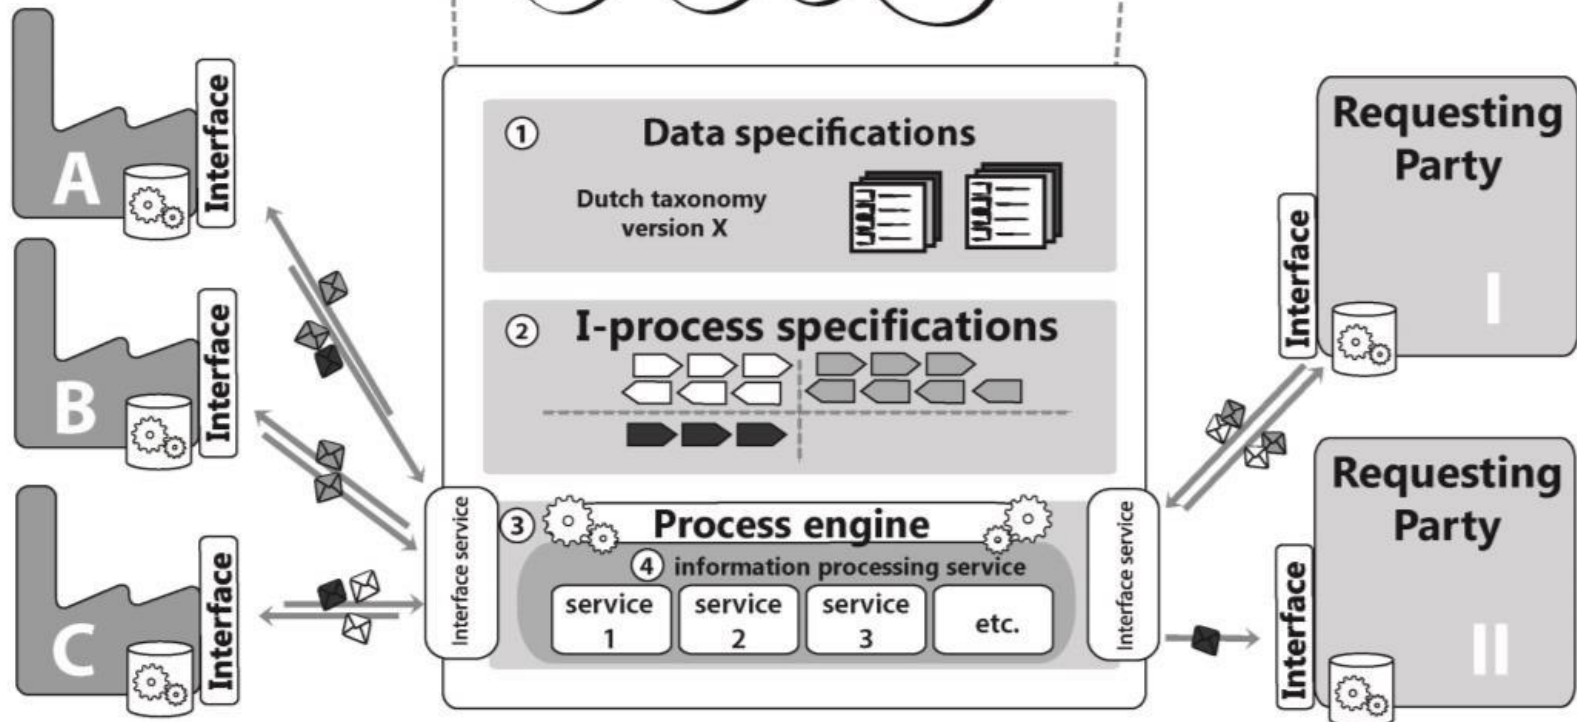 A
Interface
B
Interface
C
Interface
1
Data specifications
Dutch taxonomy
version X
2
I-process specifications
3
Process engine
4
information processing service
service
1
service
2
service
3
etc.
Interface service
Interface service
Requesting
Party
I
Interface
Requesting
Party
II
Interface